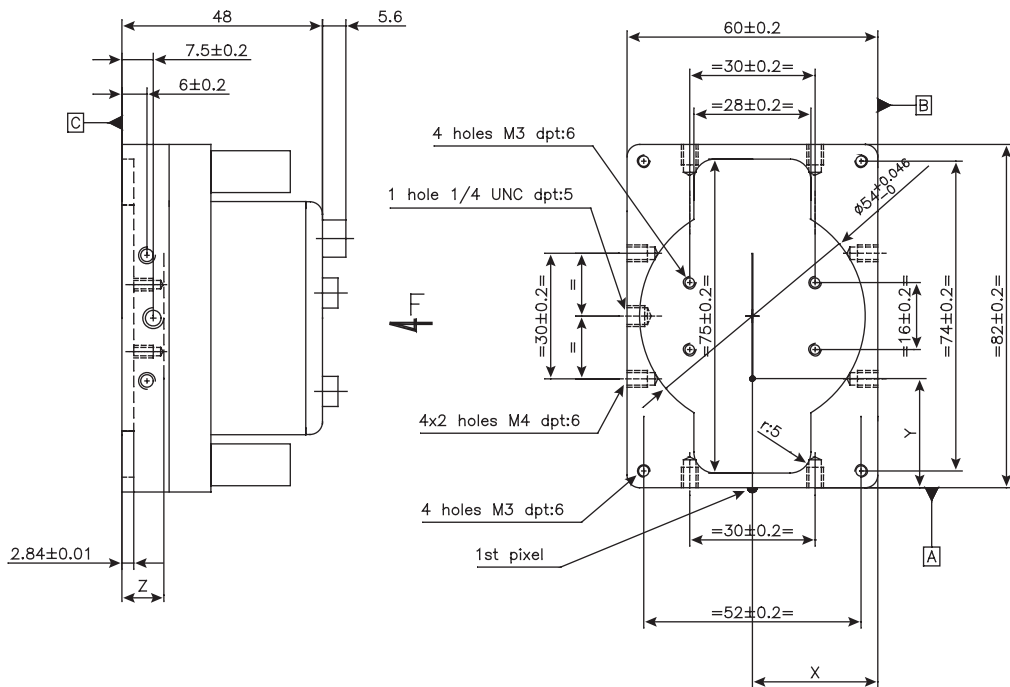 48
5.6
7.5±0.2
6±0.2
C
2.84±0.01
Z
F
60±0.2
=30±0.2=
=28±0.2=
B
4 holes M3 dpt:6
1 hole 1/4 UNC dpt:5
ø54+0.046
-0
=30±0.2=
=
=
=75±0.2=
=16±0.2=
=74±0.2=
=82±0.2=
4x2 holes M4 dpt:6
r:5
Y
4 holes M3 dpt:6
1st pixel
=30±0.2=
A
=52±0.2=
X